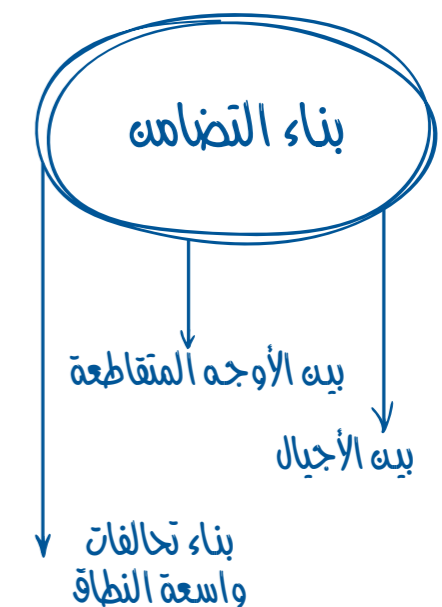 بناء التضامن
بين الأوجه المتقاطعة
بين الأجيال
بناء تحالفات
واسعة النطاق